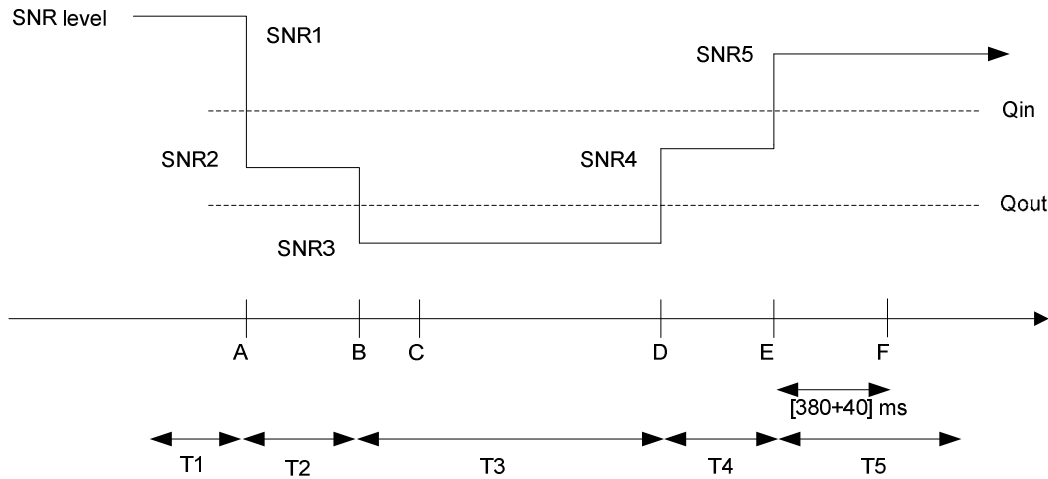 SNR level
SNR1
SNR5
Qin
SNR2
SNR4
Qout
SNR3
A
B
C
D
E
F
[380+40] ms
T1
T2
T3
T4
T5